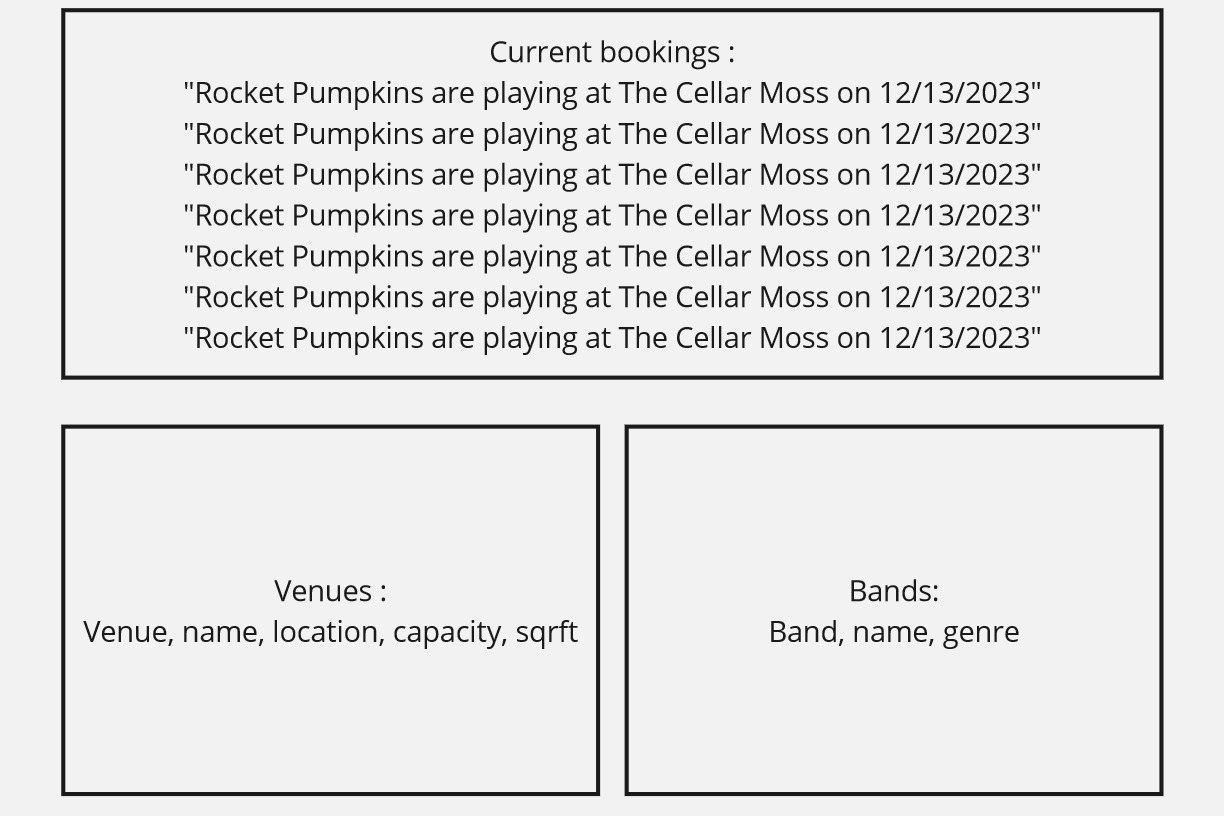 Current bookings :
"Rocket Pumpkins are playing at The Cellar Moss on 12/13/2023"
"Rocket Pumpkins are playing at The Cellar Moss on 12/13/2023"
"Rocket Pumpkins are playing at The Cellar Moss on 12/13/2023"
"Rocket Pumpkins are playing at The Cellar Moss on 12/13/2023"
"Rocket Pumpkins are playing at The Cellar Moss on 12/13/2023"
"Rocket Pumpkins are playing at The Cellar Moss on 12/13/2023"
"Rocket Pumpkins are playing at The Cellar Moss on 12/13/2023"
Venues :
Venue, name, location, capacity, sqrft
Bands:
Band, name, genre